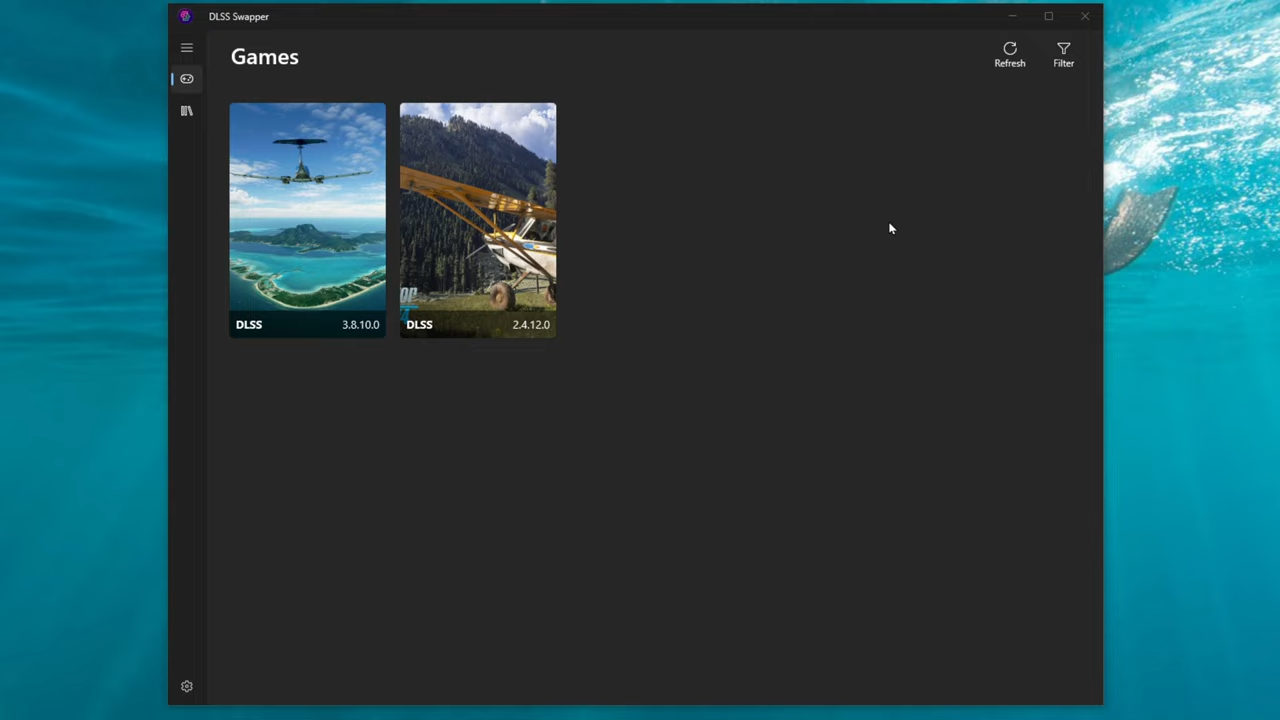 DLSS Swapper
Games
Refresh
Filter
DLSS 3.8.10.0
DLSS 2.4.12.0